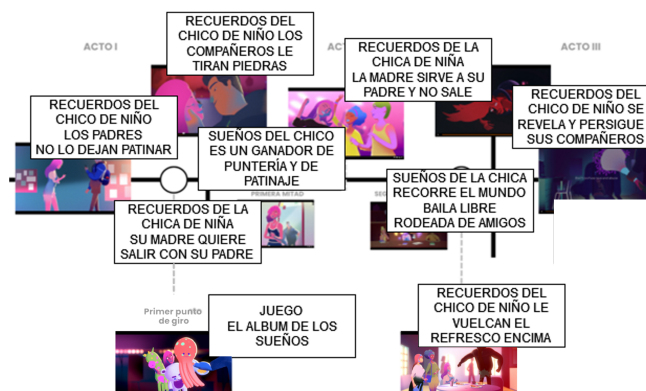 ACTO I
RECUERDOS DEL
CHICO DE NIÑO LOS
COMPAÑEROS LE
TIRAN PIEDRAS
ACT
RECUERDOS DE LA
CHICA DE NIÑA
LA MADRE SIRVE A SU
PADRE Y NO SALE
ACTO III
RECUERDOS DEL
CHICO DE NIÑO
LOS PADRES
NO LO DEJAN PATINAR
SUEÑOS DEL CHICO
ES UN GANADOR DE
PUNTERÍA Y DE
PATINAJE
RECUERDOS DEL
CHICO DE NIÑO SE
REVELA Y PERSIGUE
SUS COMPAÑEROS
SUEÑOS DE LA CHICA
RECORRE EL MUNDO
BAILA LIBRE
RODEADA DE AMIGOS
PRIMERA MITAD
SEG
RECUERDOS DE LA
CHICA DE NIÑA
SU MADRE QUIERE
SALIR CON SU PADRE
Primer punto
de giro
JUEGO
EL ALBUM DE LOS
SUEÑOS
RECUERDOS DEL
CHICO DE NIÑO LE
VUELCAN EL
REFRESCO ENCIMA